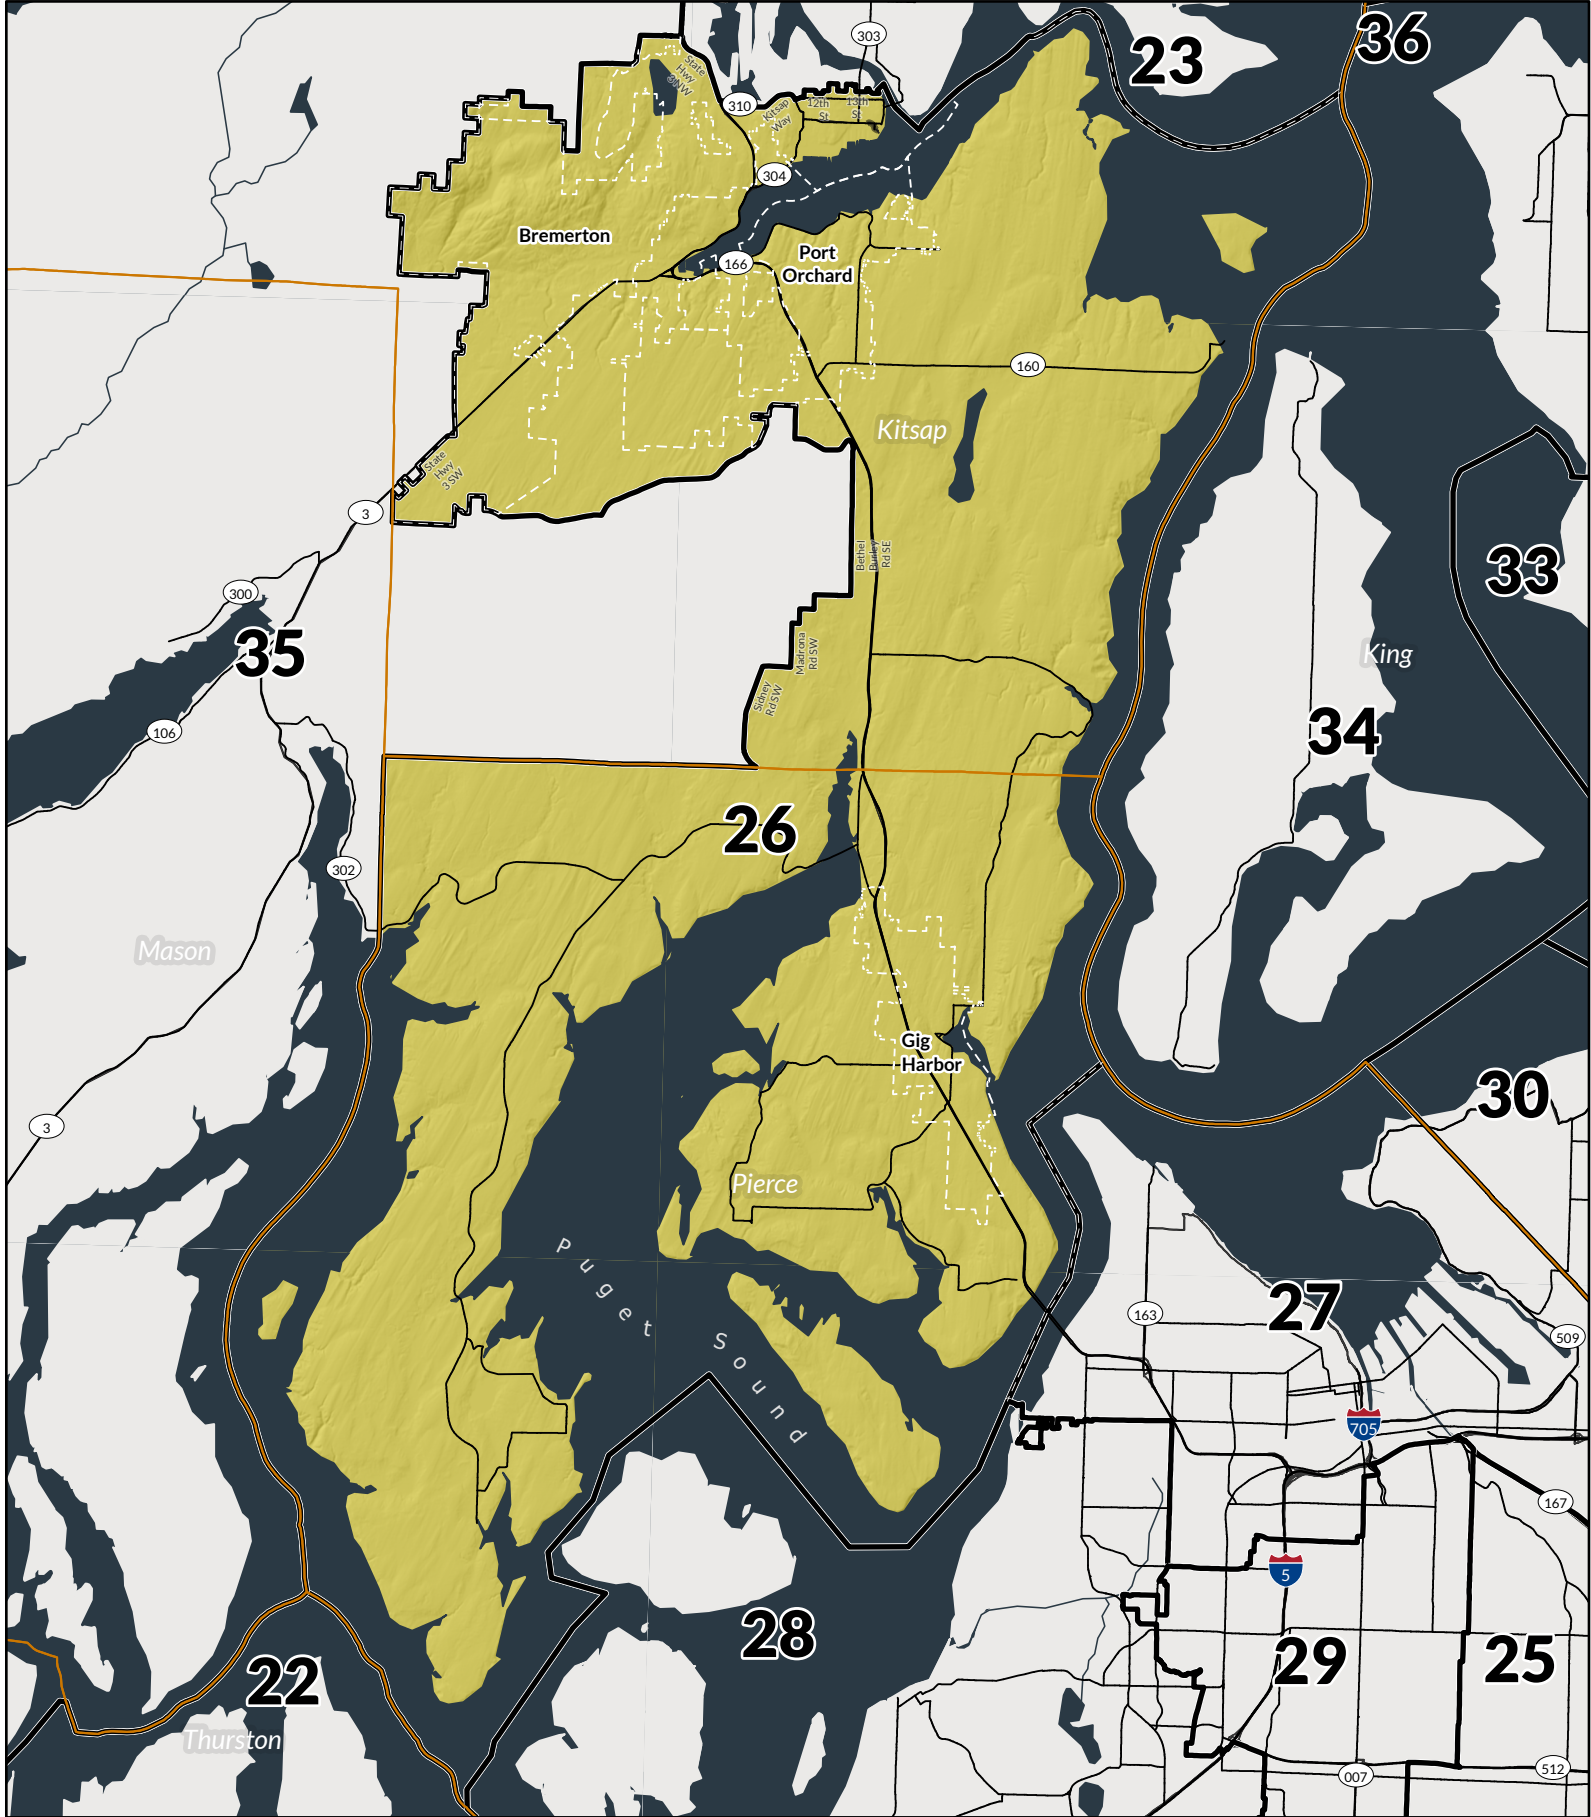 303
23
36
State
Hwy
3 NW
310
Kitsap
Way
12th
St
13th
St
304
Bremerton
166
Port
Orchard
160
Kitsap
State
Hwy
3 SW
3
Bethel
Burley
Rd SE
33
300
35
Madrona
Rd SW
King
Sidney
Rd SW
34
106
26
302
Mason
Gig
Harbor
30
3
Pierce
Puget
Sound
27
163
509
705
167
5
28
29
25
22
Thurston
007
512